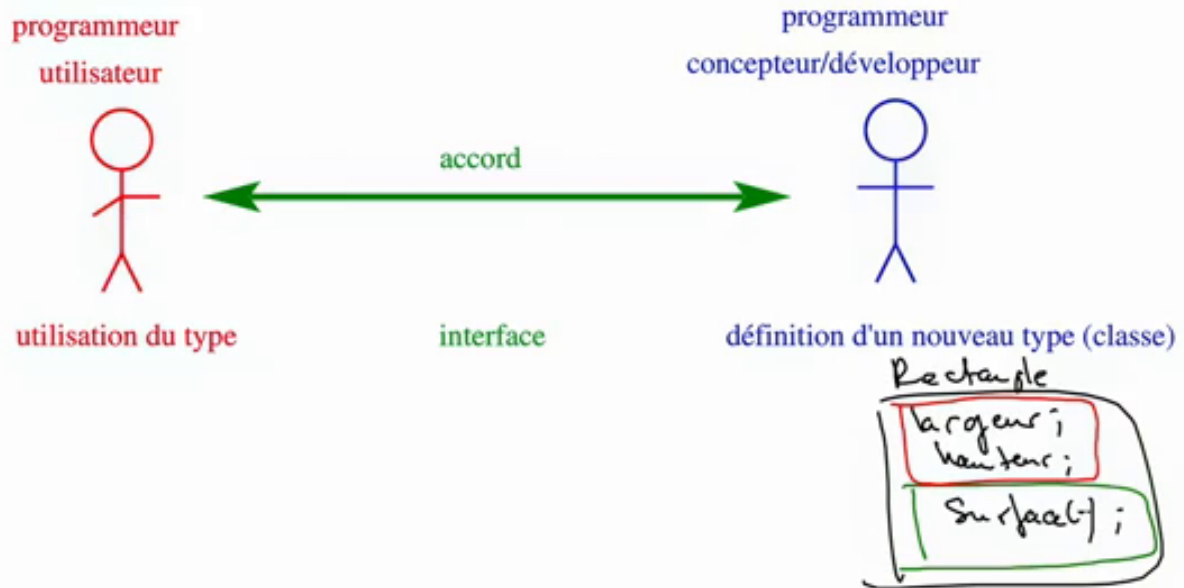 programmeur
utilisateur
programmeur
concepteur/développeur
accord
utilisation du type
interface
définition d'un nouveau type (classe)
Rectangle
largeur ;
hauteur ;
Surface(-) ;